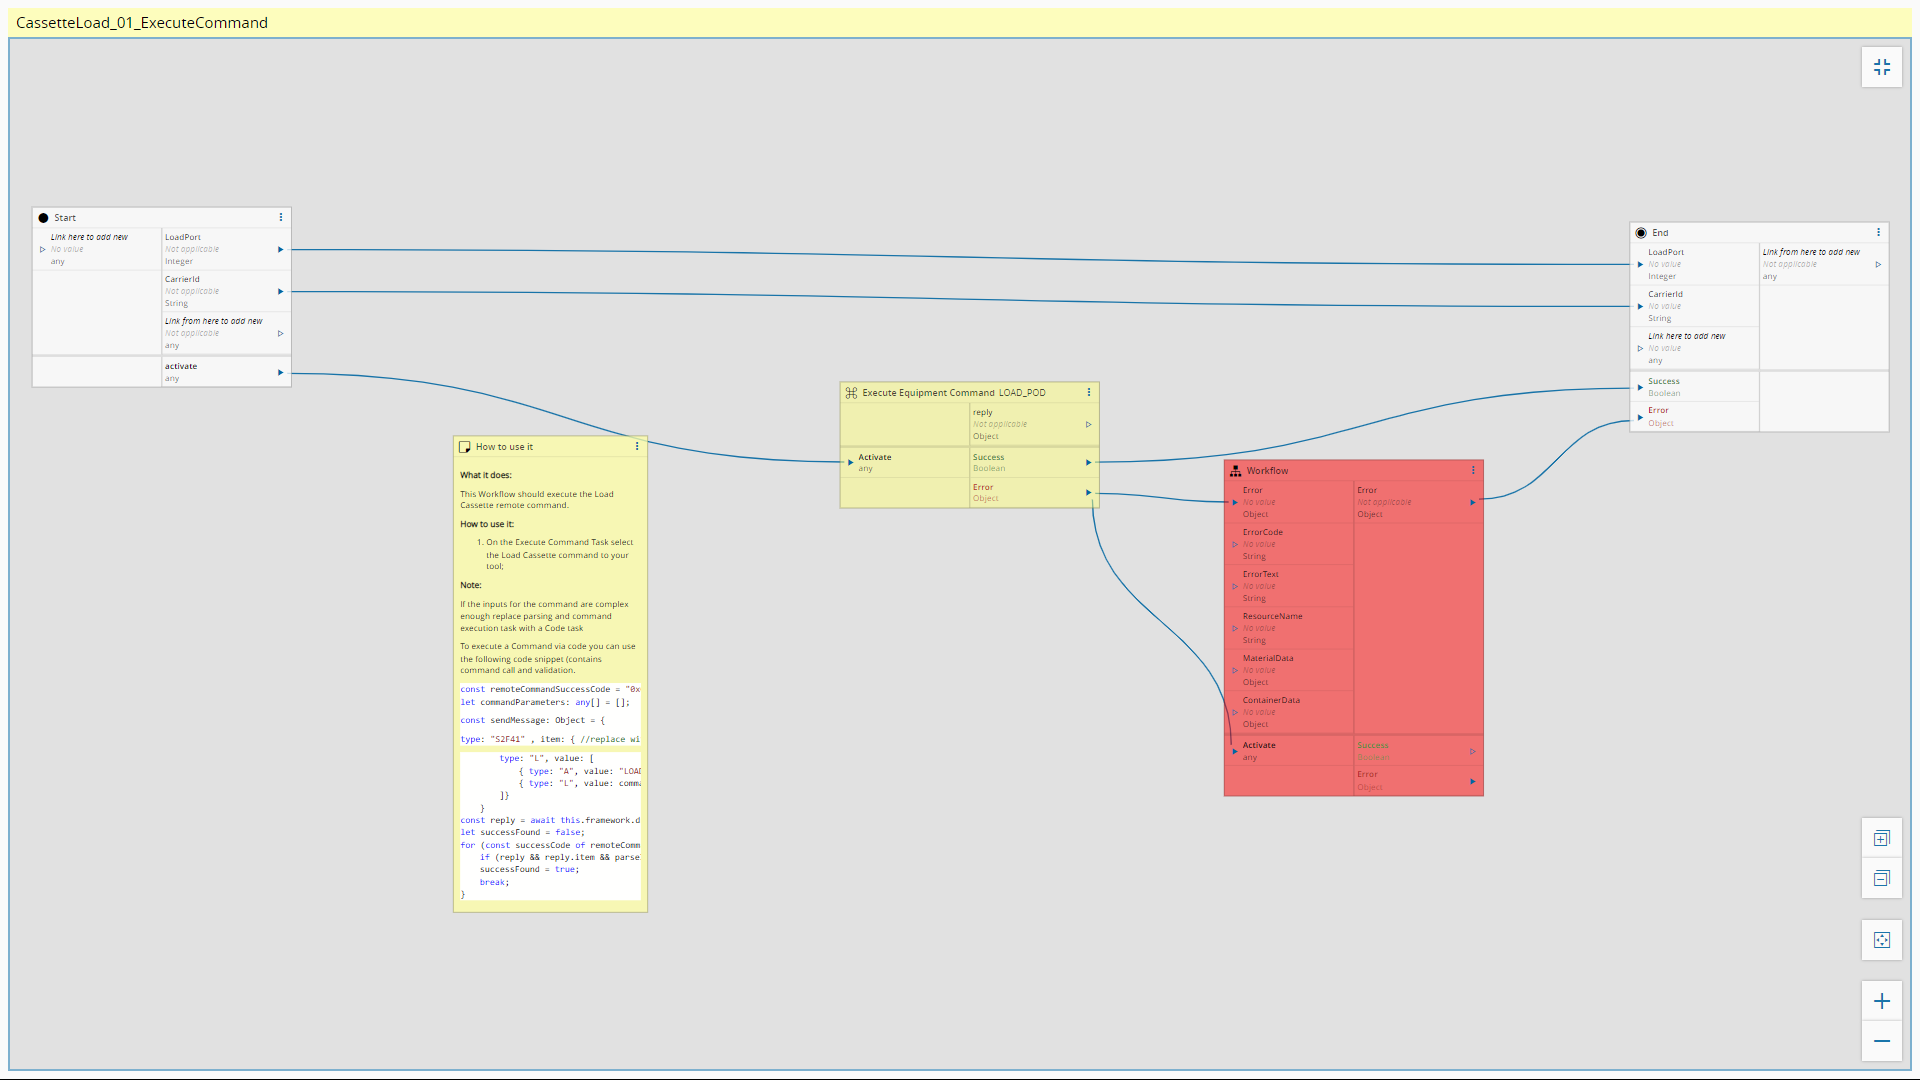 CassetteLoad_01_ExecuteCommand
Start
Link here to add new
No value
any
LoadPort
Not applicable
Integer
CarrierId
Not applicable
String
Link from here to add new
Not applicable
any
activate
any
How to use it
What it does:
This Workflow should execute the Load
Cassette remote command.
How to use it:
1. On the Execute Command Task select
the Load Cassette command to your
tool;
Note:
If the inputs for the command are complex
enough replace parsing and command
execution task with a Code task
To execute a Command via code you can use
the following code snippet (contains
command call and validation.
const remoteCommandSuccessCode = "0x
let commandParameters: any[] = [];
const sendMessage: Object = {
type: "S2F41" , item: { //replace wi
type: "L", value: [
{ type: "A", value: "LOAD
{ type: "L", value: comma
]}
}
const reply = await this.framework.d
let successFound = false;
for (const successCode of remoteComm
if (reply && reply.item && parse
successFound = true;
break;
}
Execute Equipment Command LOAD_POD
reply
Not applicable
Object
Activate
any
Success
Boolean
Error
Object
Workflow
Error
No value
Object
ErrorCode
No value
String
ErrorText
No value
String
ResourceName
No value
String
MaterialData
No value
Object
ContainerData
No value
Object
Activate
any
Error
Not applicable
Object
Success
Boolean
Error
Object
End
LoadPort
No value
Integer
CarrierId
No value
String
Link here to add new
No value
any
Success
Boolean
Error
Object
Link from here to add new
Not applicable
any